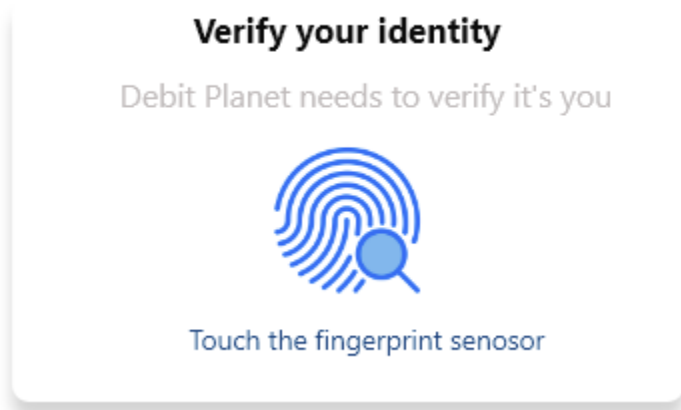 Verify your identity
Debit Planet needs to verify it's you
Touch the fingerprint senosor